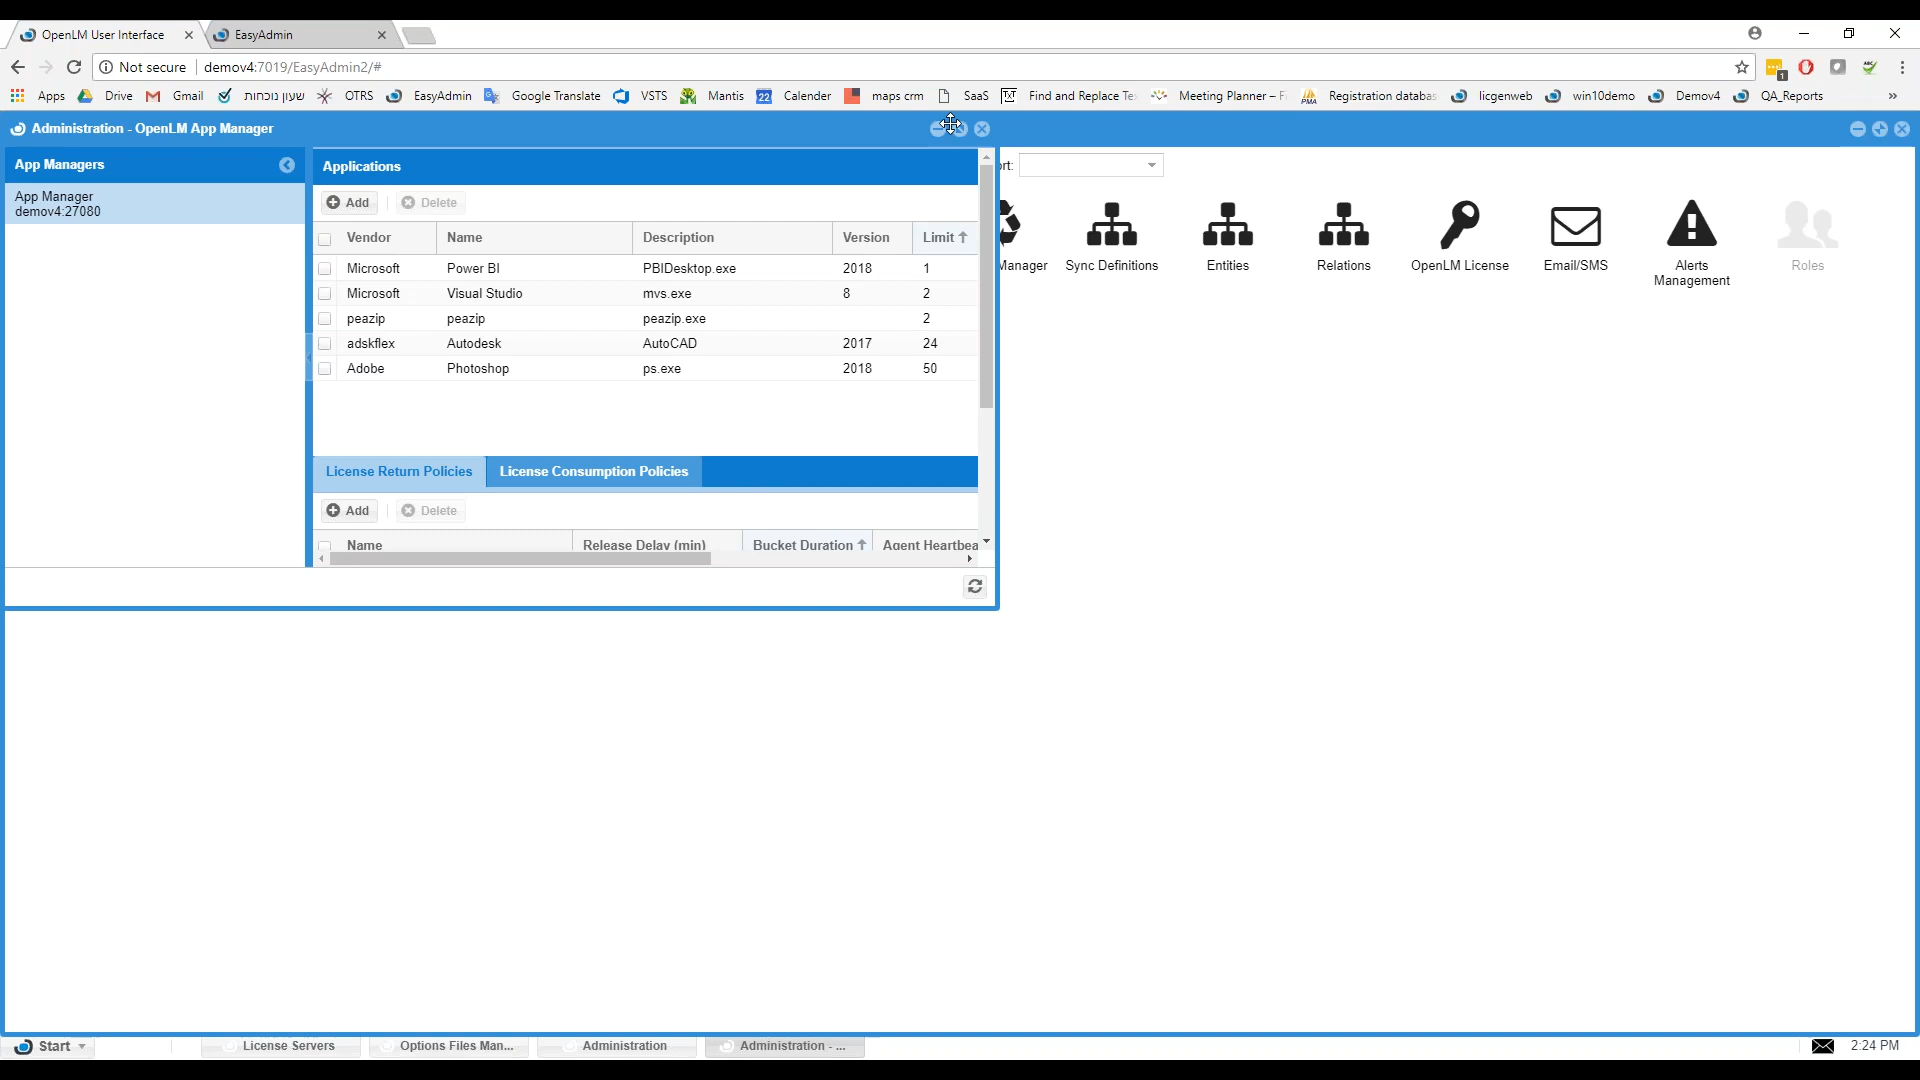 OpenLM User Interface
EasyAdmin
Not secure demov4:7019/EasyAdmin2/#
Apps Drive Gmail שעון נוכחות OTRS EasyAdmin Google Translate VSTS Mantis 22 Calender maps crm SaaS TXT Find and Replace Meeting Planner – PMA Registration databas licgenweb win10demo Demov4 QA_Reports »
Administration - OpenLM App Manager
App Managers
App Manager
demov4:27080
Applications
Add Delete
Vendor Name Description Version Limit
Microsoft Power BI PBIDesktop.exe 2018 1
Microsoft Visual Studio mvs.exe 8 2
peazip peazip peazip.exe 2
adskflex Autodesk AutoCAD 2017 24
Adobe Photoshop ps.exe 2018 50
License Return Policies License Consumption Policies
Add Delete
Name Release Delay (min) Bucket Duration Agent Heartbea
rt:
Manager
Sync Definitions
Entities
Relations
OpenLM License
Email/SMS
Alerts
Management
Roles
Start License Servers Options Files Man... Administration Administration - ... 2:24 PM